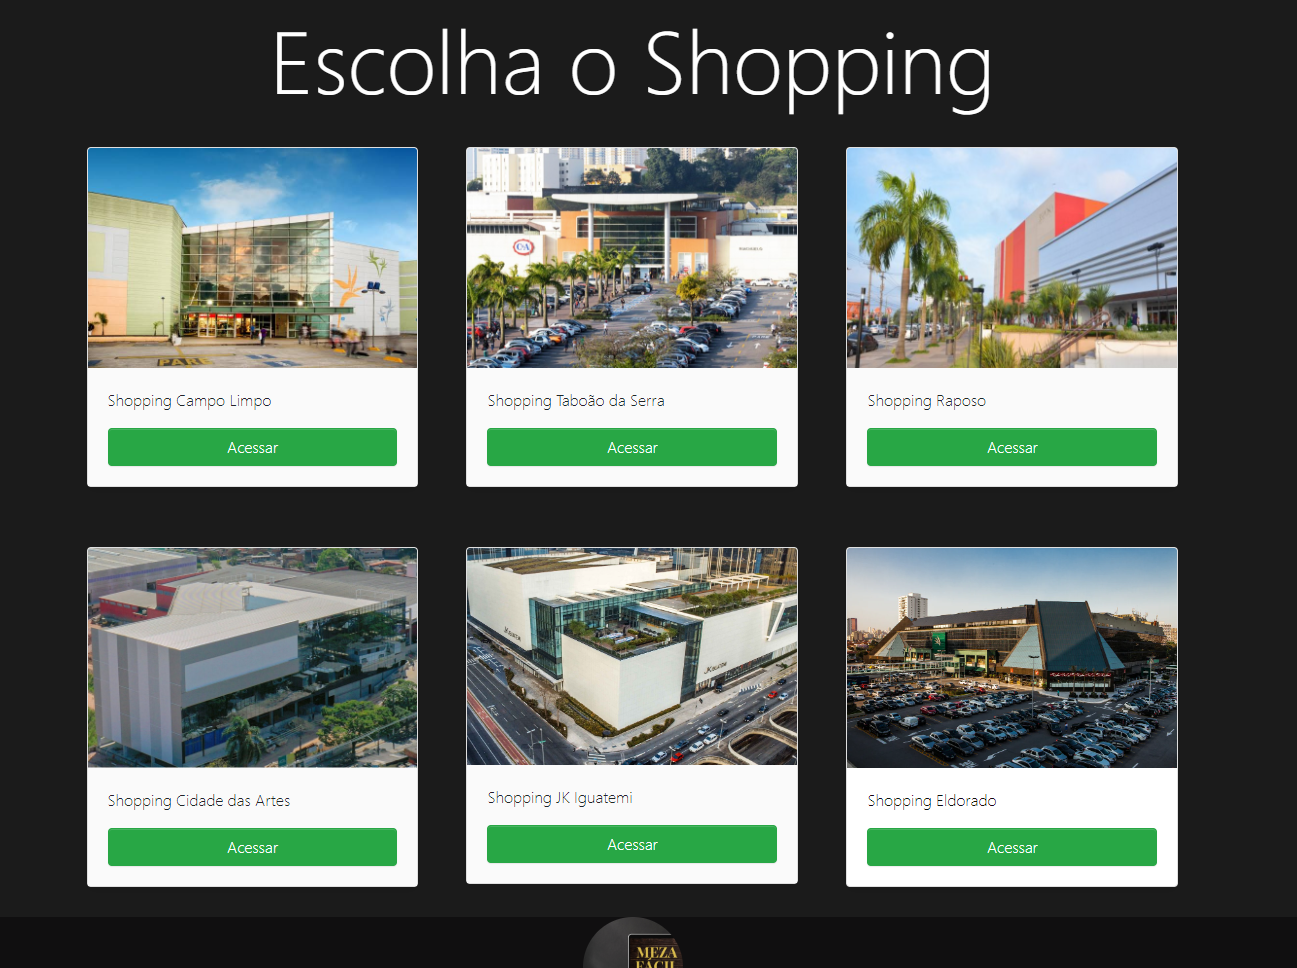 Escolha o Shopping
C&A
PARE
Shopping Campo Limpo
Shopping Taboão da Serra
Shopping Raposo
Acessar
Acessar
Acessar
Shopping Cidade das Artes
Shopping JK Iguatemi
Shopping Eldorado
Acessar
Acessar
Acessar
MEZA
FÁCIL